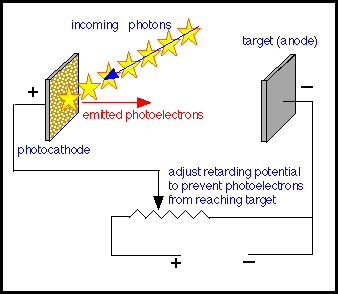 incoming photons
target (anode)
+
−
emitted photoelectrons
photocathode
adjust retarding potential
to prevent photoelectrons
from reaching target
+
−